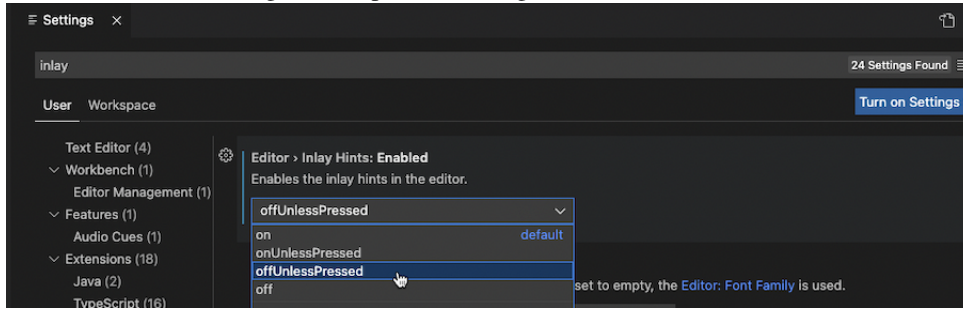 Settings
inlay
24 Settings Found
User Workspace
Turn on Settings
Text Editor (4)
Workbench (1)
Editor Management (1)
Features (1)
Audio Cues (1)
Extensions (18)
Java (2)
TypeScript (16)
Editor › Inlay Hints: Enabled
Enables the inlay hints in the editor.
offUnlessPressed
on default
onUnlessPressed
offUnlessPressed
off
set to empty, the Editor: Font Family is used.